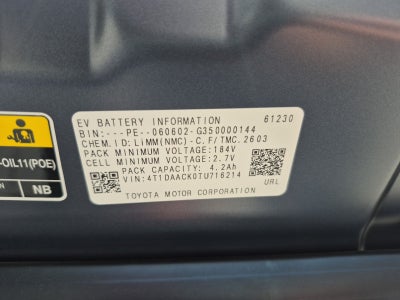 EV BATTERY INFORMATION 61230
BIN:---PE--060602-G350000144
CHEM.ID:LiMM(NMC)-C.F/TMC.2603
PACK MINIMUM VOLTAGE:184V
CELL MINIMUM VOLTAGE:2.7V
PACK CAPACITY:4.2Ah
VIN:4T1DAACK0TU716214
URL
TOYOTA MOTOR CORPORATION
-OIL11(POE)
NB